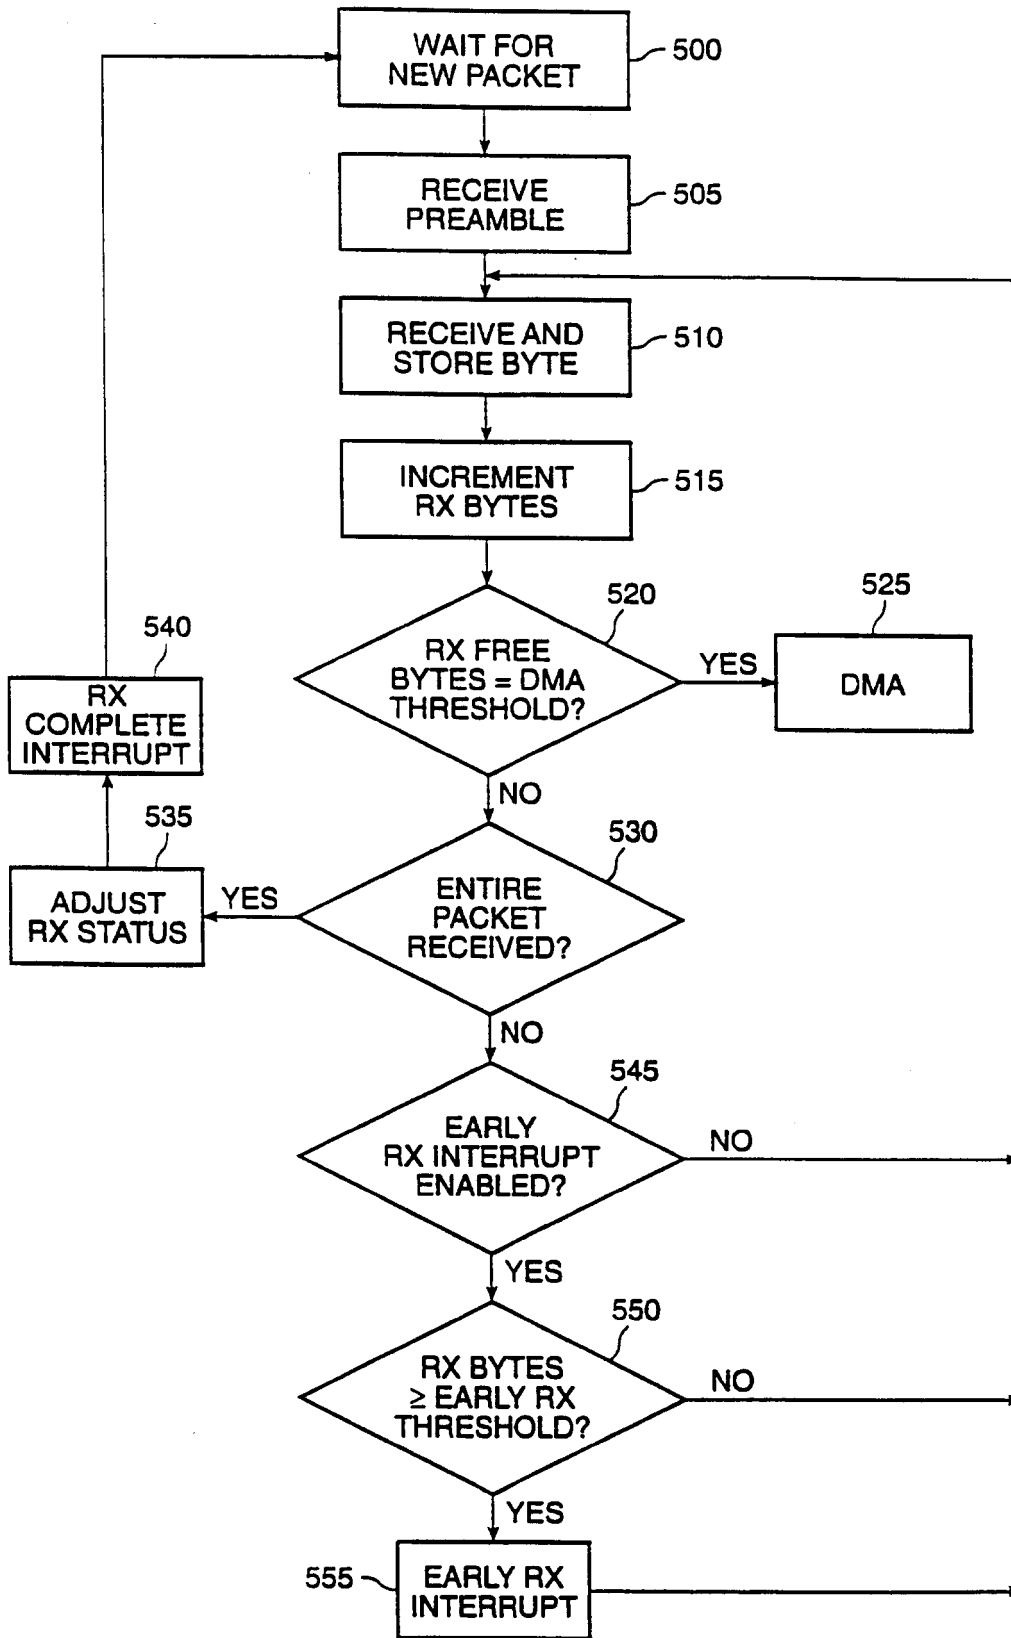 WAIT FOR
NEW PACKET
500
RECEIVE
PREAMBLE
505
RECEIVE AND
STORE BYTE
510
INCREMENT
RX BYTES
515
520
RX FREE
BYTES = DMA
THRESHOLD?
YES
525
DMA
NO
540
RX
COMPLETE
INTERRUPT
535
ADJUST
RX STATUS
YES
530
ENTIRE
PACKET
RECEIVED?
NO
545
EARLY
RX INTERRUPT
ENABLED?
NO
YES
550
RX BYTES
≥ EARLY RX
THRESHOLD?
NO
YES
555
EARLY RX
INTERRUPT